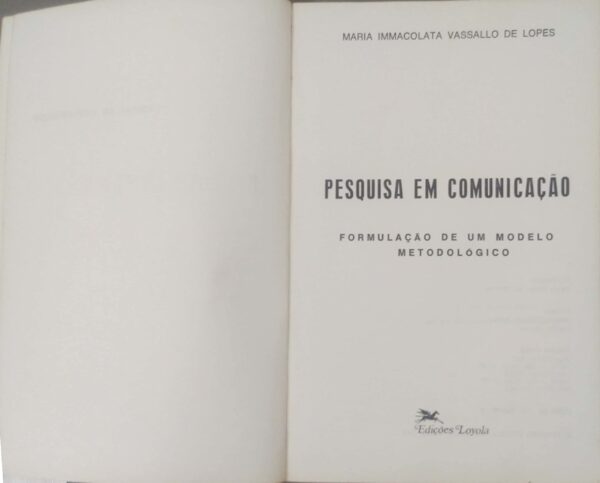 MARIA IMMACOLATA VASSALLO DE LOPES
PESQUISA EM COMUNICAÇÃO
FORMULAÇÃO DE UM MODELO
METODOLÓGICO
Edições Loyola